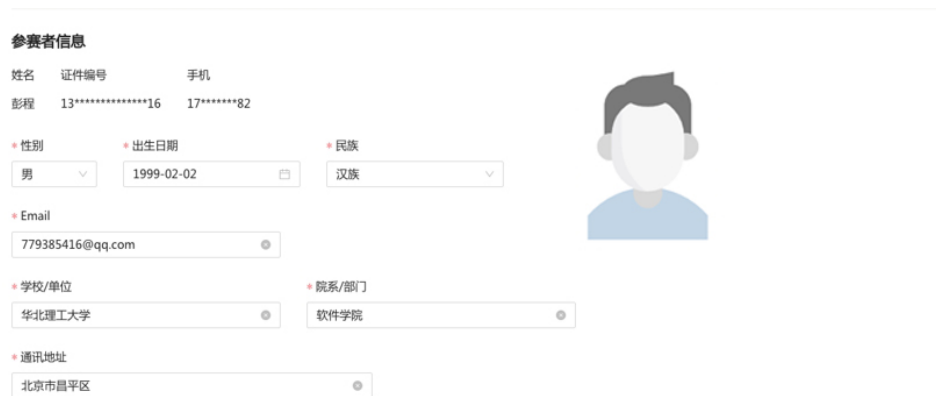 参赛者信息
姓名 证件编号 手机
彭程 13**************16 17*******82
* 性别 * 出生日期 * 民族
男 1999-02-02 汉族
* Email
779385416@qq.com
* 学校/单位 * 院系/部门
华北理工大学 软件学院
* 通讯地址
北京市昌平区